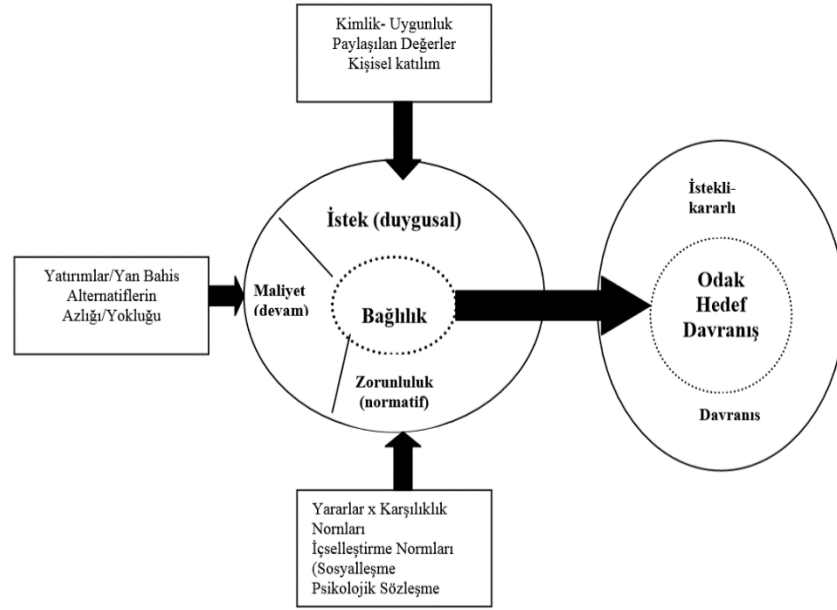 Kimlik- Uygunluk
Paylaşılan Değerler
Kişisel katılım
İstek (duygusal)
Yatırımlar/Yan Bahis
Alternatiflerin
Azlığı/Yokluğu
Maliyet
(devam)
Bağlılık
Zorunluluk
(normatif)
Yararlar x Karşılıklık
Nornları
İçselleştirme Normları
(Sosyalleşme
Psikolojik Sözleşme
İstekli-
kararlı
Odak
Hedef
Davranış
Davranıs